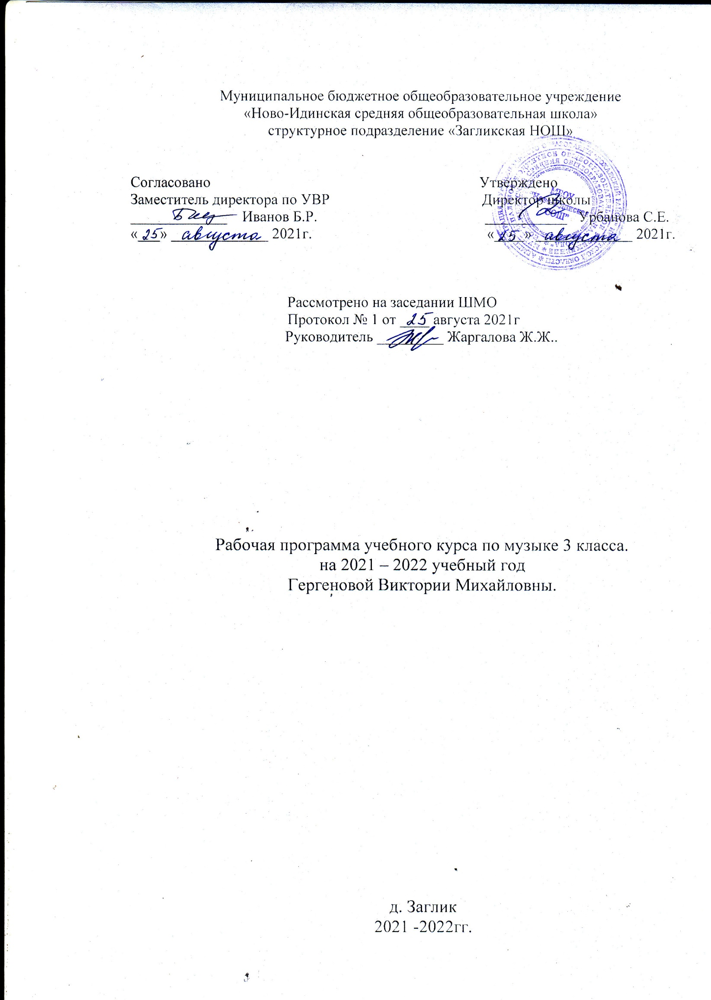 Муниципальное бюджетное общеобразовательное учреждение
«Ново-Идинская средняя общеобразовательная школа»
структурное подразделение «Загликская НОШ»
Согласовано
Утверждено
Заместитель директора по УВР
Директор школы
Иванов Б.Р.
Урбанова С.Е.
«25» августа 2021г.
«25» августа 2021г.
Рассмотрено на заседании ШМО
Протокол № 1 от 25 августа 2021г
Руководитель Жаргалова Ж.Ж..
Рабочая программа учебного курса по музыке 3 класса.
на 2021 – 2022 учебный год
Гергеновой Виктории Михайловны.
д. Заглик
2021 -2022гг.